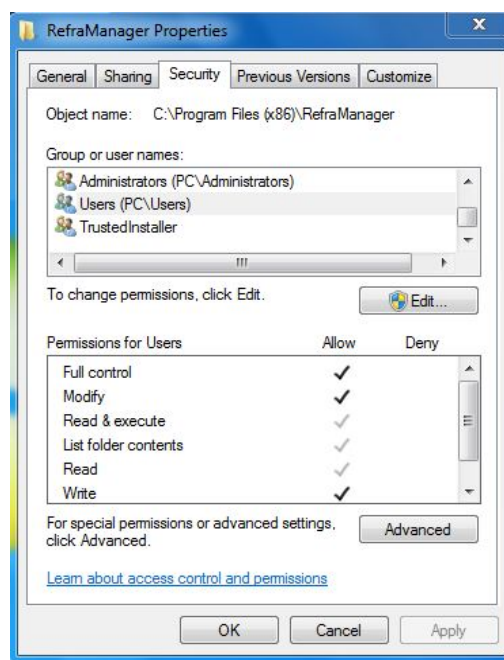 RefraManager Properties
x
General Sharing Security Previous Versions Customize
Object name: C:\Program Files (x86)\RefraManager
Group or user names:
Administrators (PC\Administrators)
Users (PC\Users)
TrustedInstaller
To change permissions, click Edit.
Edit...
Permissions for Users Allow Deny
Full control
Modify
Read & execute
List folder contents
Read
Write
For special permissions or advanced settings,
click Advanced.
Advanced
Learn about access control and permissions
OK Cancel Apply